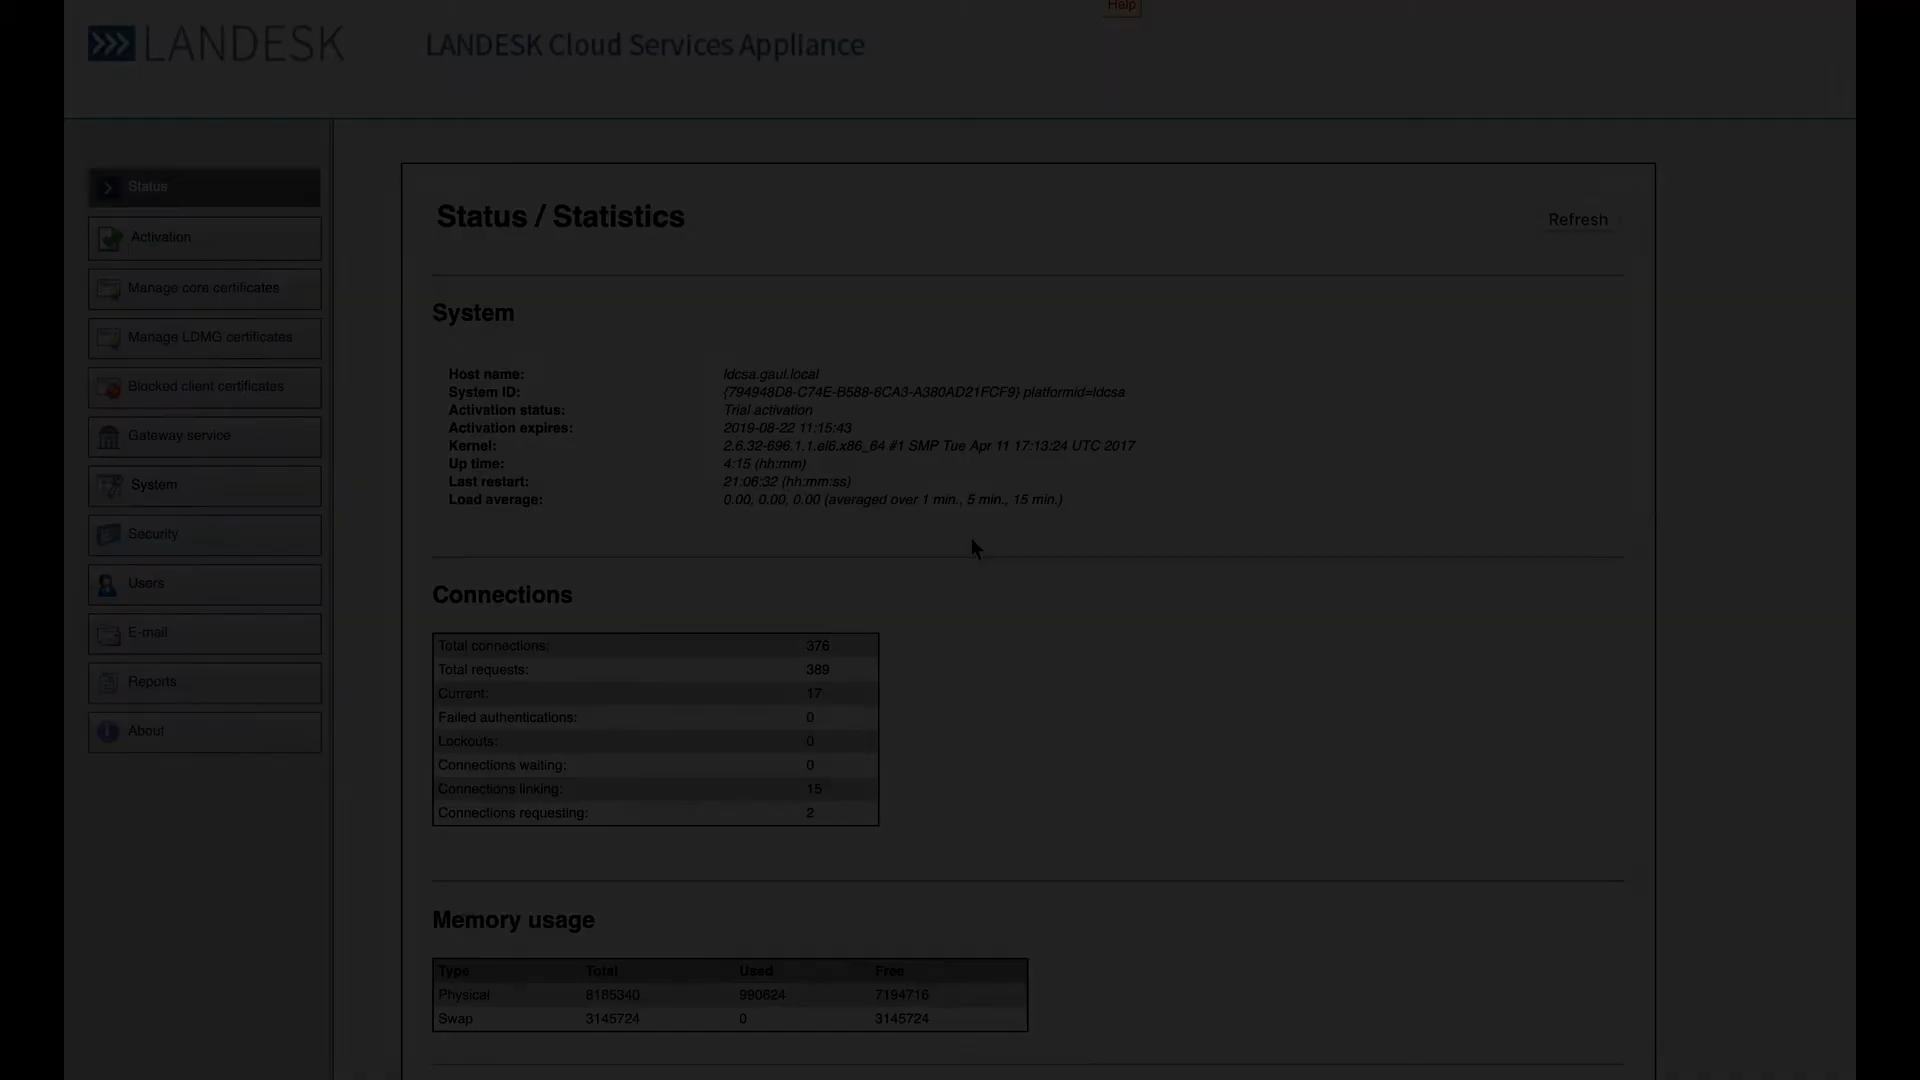 Help
LANDESK
LANDESK Cloud Services Appliance
Status
Activation
Manage core certificates
Manage LDMG certificates
Blocked client certificates
Gateway service
System
Security
Users
E-mail
Reports
About
Status / Statistics
Refresh
System
Host name: ldcsa.gaul.local
System ID: {794948D8-C74E-B588-6CA3-A380AD21FCF9} platformid=ldcsa
Activation status: Trial activation
Activation expires: 2019-08-22 11:15:43
Kernel: 2.6.32-696.1.1.el6.x86_64 #1 SMP Tue Apr 11 17:13:24 UTC 2017
Up time: 4:15 (hh:mm)
Last restart: 21:06:32 (hh:mm:ss)
Load average: 0.00, 0.00, 0.00 (averaged over 1 min., 5 min., 15 min.)
Connections
Total connections: 376
Total requests: 389
Current: 17
Failed authentications: 0
Lockouts: 0
Connections waiting: 0
Connections linking: 15
Connections requesting: 2
Memory usage
Type Total Used Free
Physical 8185340 990624 7194716
Swap 3145724 0 3145724